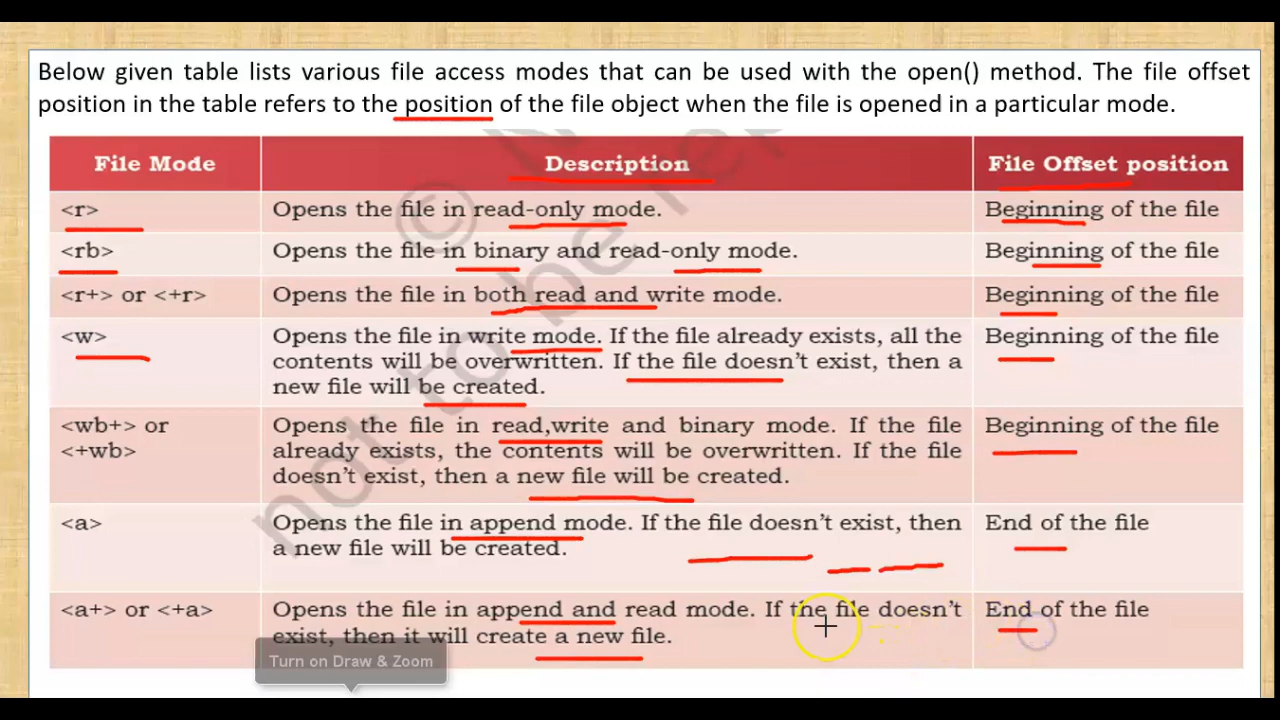 Below given table lists various file access modes that can be used with the open() method. The file offset
position in the table refers to the position of the file object when the file is opened in a particular mode.
File Mode Description File Offset position
<r> Opens the file in read-only mode. Beginning of the file
<rb> Opens the file in binary and read-only mode. Beginning of the file
<r+> or <+r> Opens the file in both read and write mode. Beginning of the file
<w> Opens the file in write mode. If the file already exists, all the Beginning of the file
contents will be overwritten. If the file doesn't exist, then a
new file will be created.
<wb+> or Opens the file in read,write and binary mode. If the file Beginning of the file
<+wb> already exists, the contents will be overwritten. If the file
doesn't exist, then a new file will be created.
<a> Opens the file in append mode. If the file doesn't exist, then End of the file
a new file will be created.
<a+> or <+a> Opens the file in append and read mode. If the file doesn't End of the file
exist, then it will create a new file.
Turn on Draw & Zoom
© not to be rep